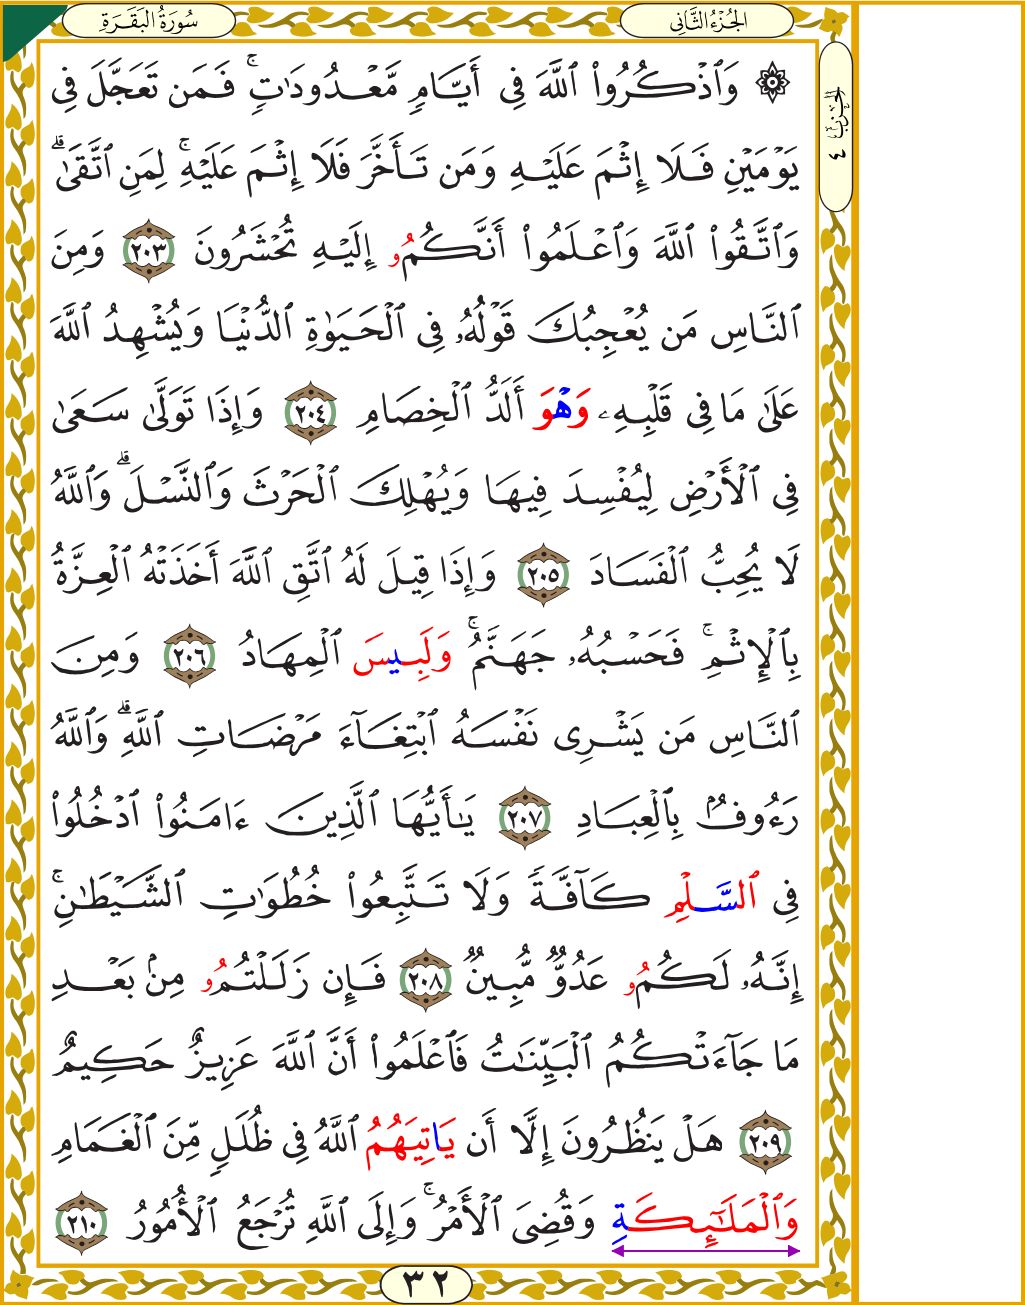 سُورَةُ البَقَرَةِ
الجُزْءُ الثَّانِي
الحزب ٤
۞ وَٱذْكُرُوا۟ ٱللَّهَ فِى أَيَّامٍ مَّعْدُودَٰتٍ ۚ فَمَن تَعَجَّلَ فِى
يَوْمَيْنِ فَلَا إِثْمَ عَلَيْهِ وَمَن تَأَخَّرَ فَلَا إِثْمَ عَلَيْهِ ۚ لِمَنِ ٱتَّقَىٰ ۗ
وَٱتَّقُوا۟ ٱللَّهَ وَٱعْلَمُوا۟ أَنَّكُمُۥ إِلَيْهِ تُحْشَرُونَ ٢٠٣ وَمِنَ
ٱلنَّاسِ مَن يُعْجِبُكَ قَوْلُهُۥ فِى ٱلْحَيَوٰةِ ٱلدُّنْيَا وَيُشْهِدُ ٱللَّهَ
عَلَىٰ مَا فِى قَلْبِهِۦ وَهْوَ أَلَدُّ ٱلْخِصَامِ ٢٠٤ وَإِذَا تَوَلَّىٰ سَعَىٰ
فِى ٱلْأَرْضِ لِيُفْسِدَ فِيهَا وَيُهْلِكَ ٱلْحَرْثَ وَٱلنَّسْلَ ۗ وَٱللَّهُ
لَا يُحِبُّ ٱلْفَسَادَ ٢٠٥ وَإِذَا قِيلَ لَهُ ٱتَّقِ ٱللَّهَ أَخَذَتْهُ ٱلْعِزَّةُ
بِٱلْإِثْمِ ۚ فَحَسْبُهُۥ جَهَنَّمُ ۚ وَلَبِيسَ ٱلْمِهَادُ ٢٠٦ وَمِنَ
ٱلنَّاسِ مَن يَشْرِى نَفْسَهُ ٱبْتِغَآءَ مَرْضَاتِ ٱللَّهِ ۗ وَٱللَّهُ
رَءُوفٌۢ بِٱلْعِبَادِ ٢٠٧ يَٰأَيُّهَا ٱلَّذِينَ ءَامَنُوا۟ ٱدْخُلُوا۟
فِى ٱلسَّلْمِ كَآفَّةً وَلَا تَتَّبِعُوا۟ خُطُوَٰتِ ٱلشَّيْطَٰنِ ۚ
إِنَّهُۥ لَكُمُۥ عَدُوٌّ مُّبِينٌ ٢٠٨ فَإِن زَلَلْتُمُۥ مِنۢ بَعْدِ
مَا جَآءَتْكُمُ ٱلْبَيِّنَٰتُ فَٱعْلَمُوا۟ أَنَّ ٱللَّهَ عَزِيزٌ حَكِيمٌ
٢٠٩ هَلْ يَنظُرُونَ إِلَّا أَن يَاتِيَهُمُ ٱللَّهُ فِى ظُلَلٍ مِّنَ ٱلْغَمَامِ
وَٱلْمَلَٰٓئِكَةِ وَقُضِىَ ٱلْأَمْرُ ۚ وَإِلَى ٱللَّهِ تُرْجَعُ ٱلْأُمُورُ ٢١٠
٣٢